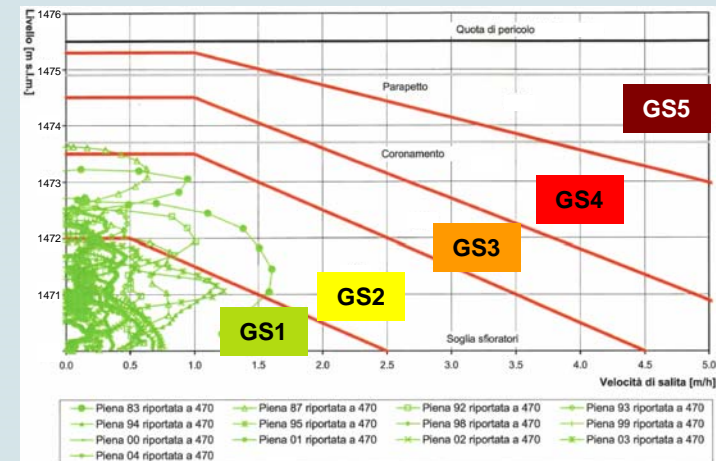 Livello [m s.l.m.]
1476
1475
1474
1473
1472
1471
Quota di pericolo
Parapetto
Coronamento
Soglia sfioratori
GS5
GS4
GS3
GS2
GS1
0.0 0.5 1.0 1.5 2.0 2.5 3.0 3.5 4.0 4.5 5.0
Velocità di salita [m/h]
Piena 83 riportata a 470 Piena 87 riportata a 470 Piena 92 riportata a 470 Piena 93 riportata a 470
Piena 94 riportata a 470 Piena 95 riportata a 470 Piena 98 riportata a 470 Piena 99 riportata a 470
Piena 00 riportata a 470 Piena 01 riportata a 470 Piena 02 riportata a 470 Piena 03 riportata a 470
Piena 04 riportata a 470